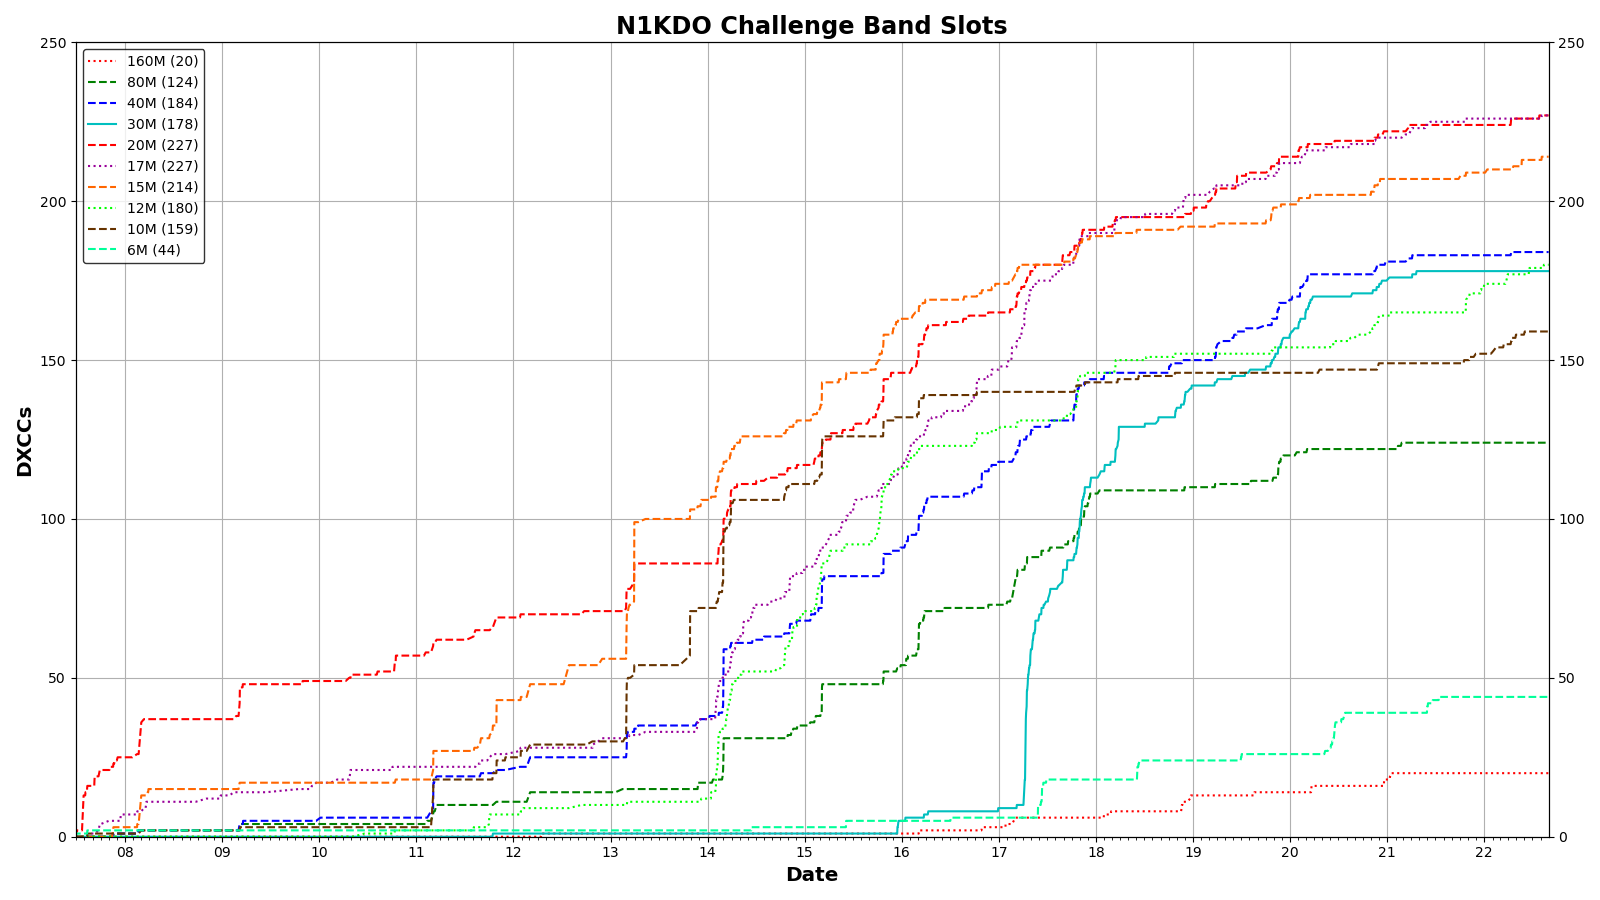 N1KDO Challenge Band Slots
250
200
150
100
50
0
DXCCs
160M (20)
80M (124)
40M (184)
30M (178)
20M (227)
17M (227)
15M (214)
12M (180)
10M (159)
6M (44)
250
200
150
100
50
0
08 09 10 11 12 13 14 15 16 17 18 19 20 21 22
Date